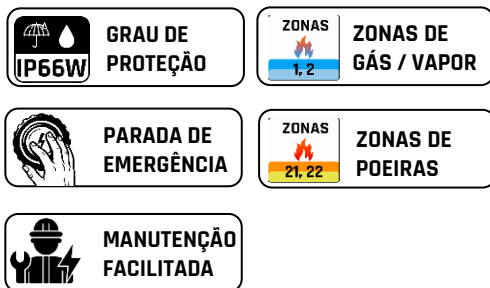 IP66W
GRAU DE
PROTEÇÃO
ZONAS
1, 2
ZONAS DE
GÁS / VAPOR
PARADA DE
EMERGÊNCIA
ZONAS
21, 22
ZONAS DE
POEIRAS
MANUTENÇÃO
FACILITADA